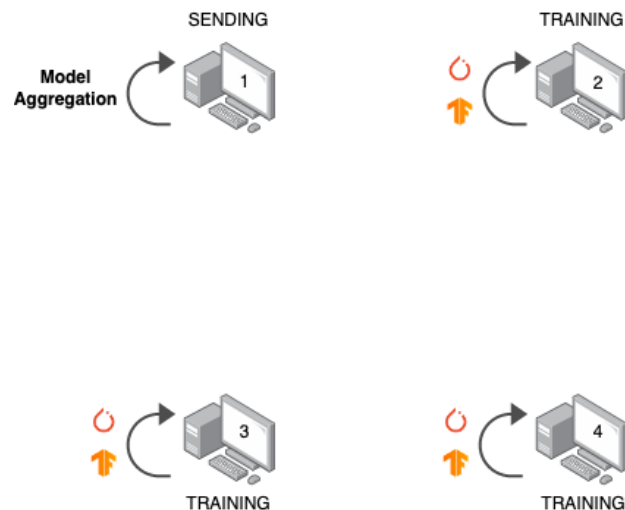 SENDING
TRAINING
Model
Aggregation
1
2
3
4
TRAINING
TRAINING